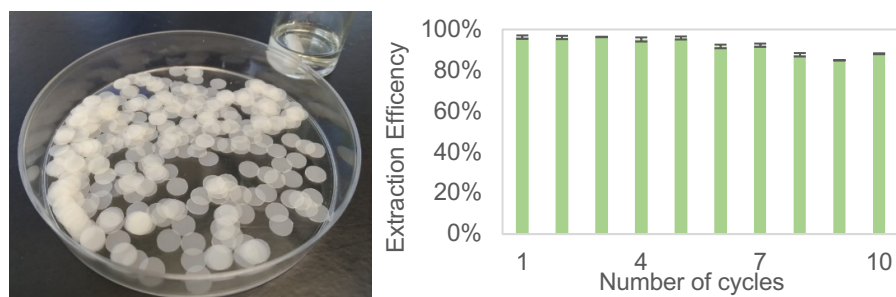 100%
80%
60%
40%
20%
0%
Extraction Efficency
1 4 7 10
Number of cycles